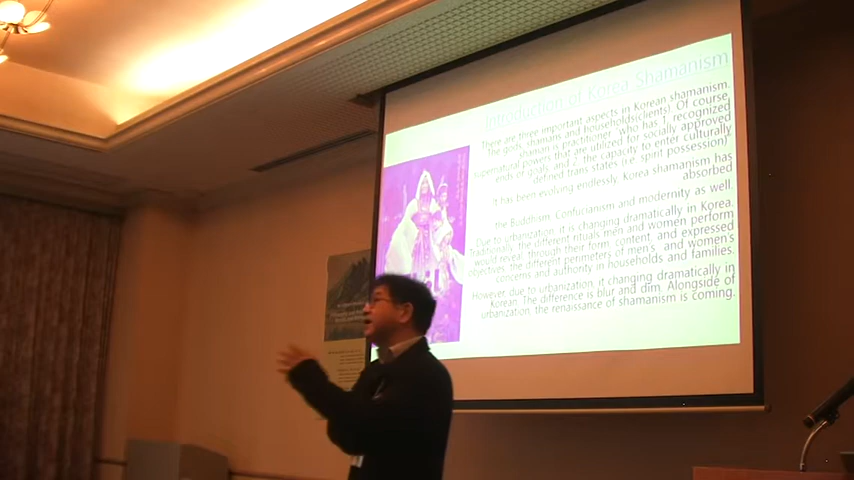 Introduction of Korea Shamanism
There are three important aspects in Korean shamanism.
The gods, shamans and households(clients) Of course,
shaman is practitioner who has 1, recognized
supernatural powers that are utilized for socially approved
ends or goals, and 2, the capacity to enter culturally
defined trans states (i.e. spirit possession)
It has been evolving endlessly. Korea shamanism has
absorbed
the Buddhism, Confucianism and modernity as well.
Due to urbanization, it is changing dramatically in Korea.
Traditionally, the different rituals men and women perform
would reveal, through their form, content, and expressed
objectives, the different perimeters of men's and women's
concerns and authority in households and families.
However, due to urbanization, it changing dramatically in
Korean. The difference is blur and dim. Alongside of
urbanization, the renaissance of shamanism is coming.